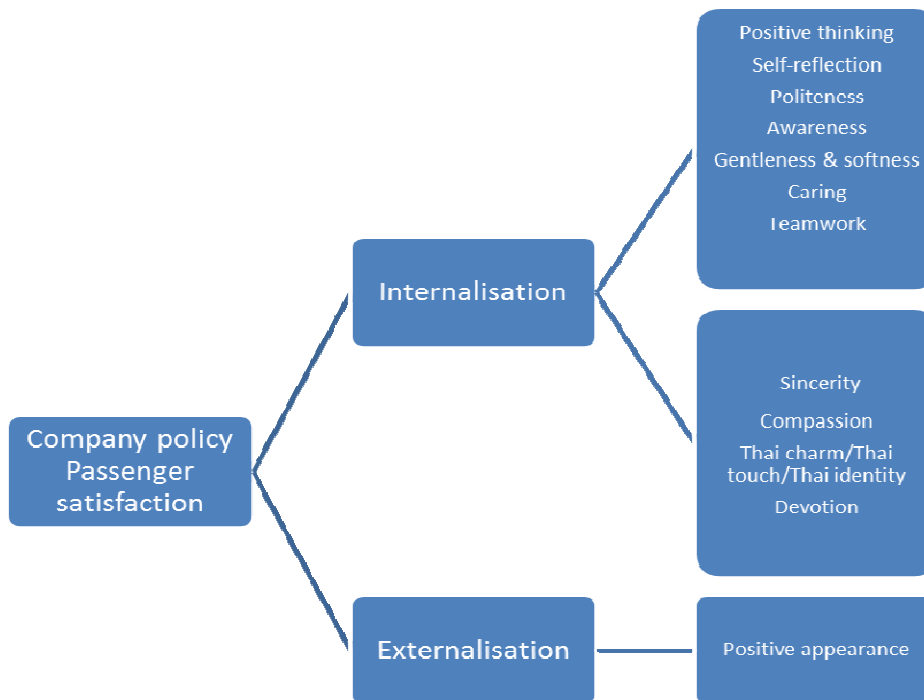 Positive thinking
Self-reflection
Politeness
Awareness
Gentleness & softness
Caring
Teamwork
Internalisation
Sincerity
Compassion
Thai charm/Thai
touch/Thai identity
Devotion
Company policy
Passenger
satisfaction
Externalisation
Positive appearance